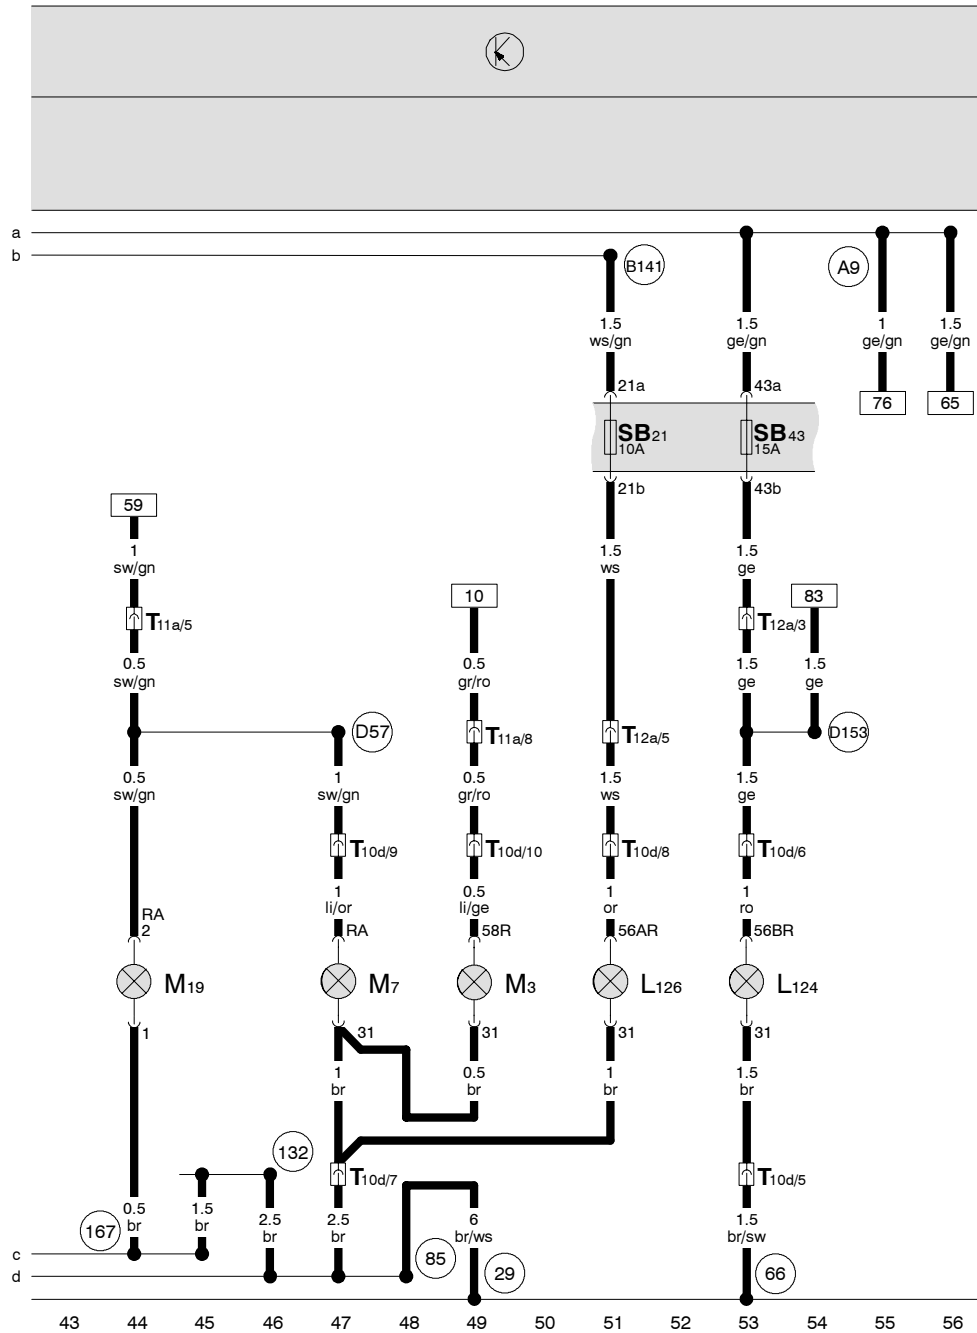 a
b
B141
A9
1.5
ws/gn
1.5
ge/gn
1
ge/gn
1.5
ge/gn
21a
43a
76
65
SB21
10A
SB43
15A
21b
43b
59
1
sw/gn
1.5
ws
1.5
ge
10
83
T11a/5
T12a/3
0.5
sw/gn
0.5
gr/ro
1.5
ge
1.5
ge
D57
T11a/8
T12a/5
D153
0.5
sw/gn
1
sw/gn
0.5
gr/ro
1.5
ws
1.5
ge
T10d/9
T10d/10
T10d/8
T10d/6
1
li/or
0.5
li/ge
1
or
1
ro
RA
2
RA
58R
56AR
56BR
M19
M7
M3
L126
L124
1
31
31
31
31
1
br
0.5
br
1
br
1.5
br
132
T10d/7
T10d/5
0.5
br
1.5
br
2.5
br
2.5
br
6
br/ws
1.5
br/sw
167
c
85
d
29
66
43 44 45 46 47 48 49 50 51 52 53 54 55 56